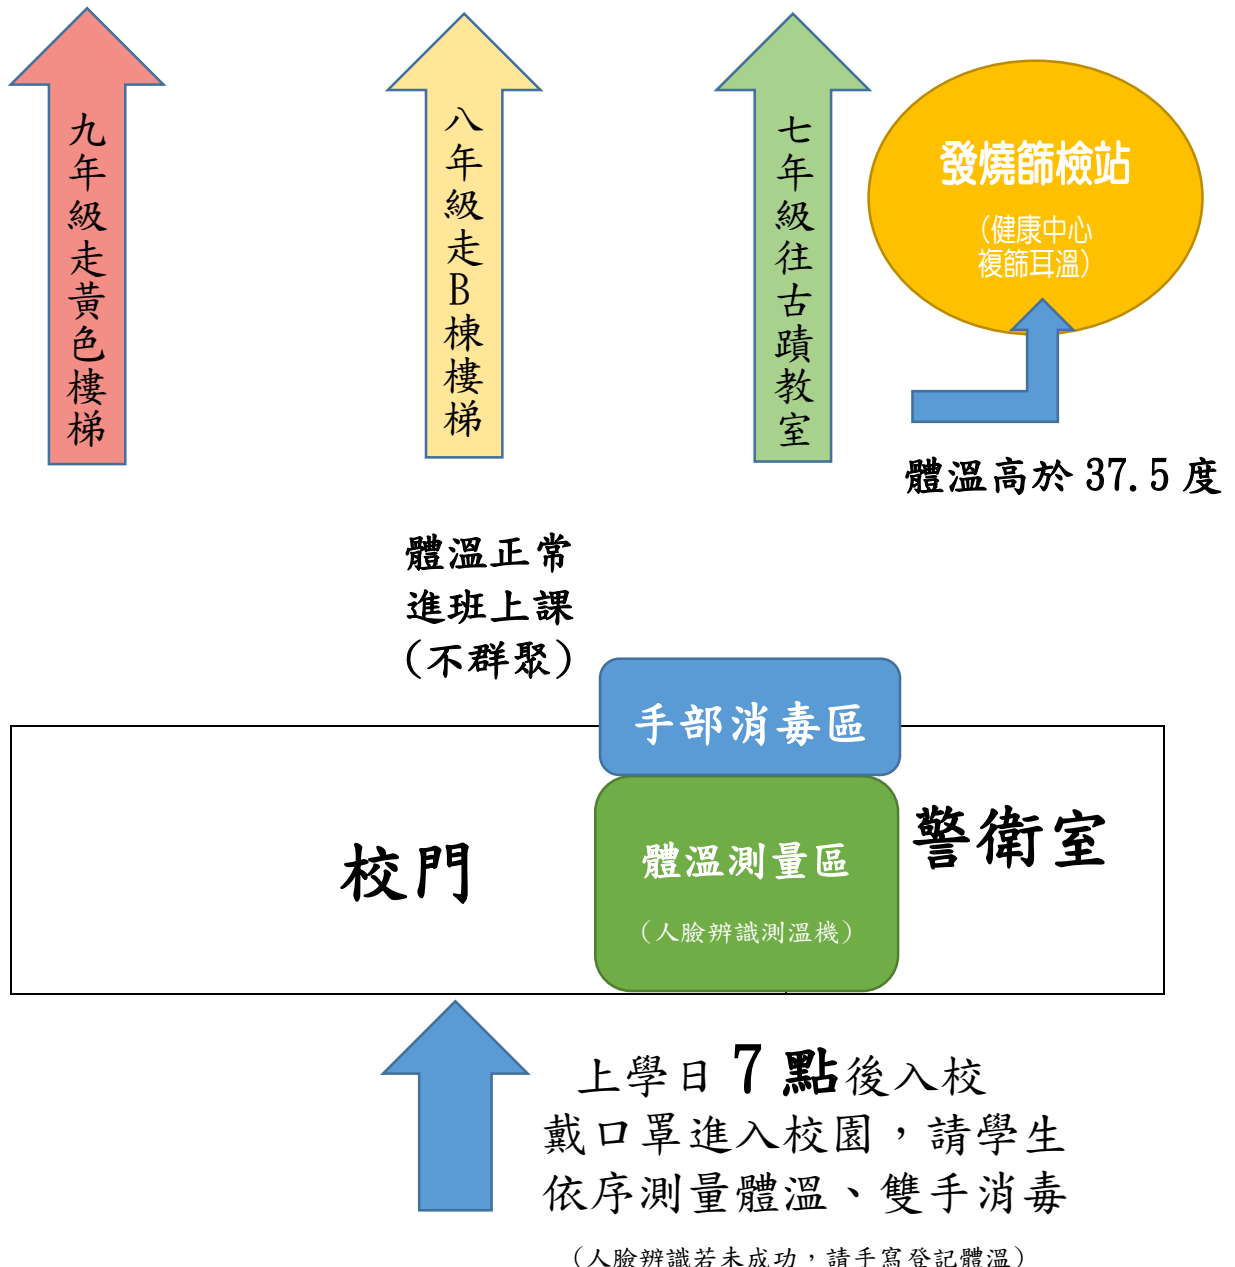 九年級走黃色樓梯
八年級走B棟樓梯
七年級往古蹟教室
發燒篩檢站
(健康中心
複篩耳溫)
體溫高於 37.5 度
體溫正常
進班上課
(不群聚)
手部消毒區
校門
體溫測量區
(人臉辨識測溫機)
警衛室
上學日 7 點後入校
戴口罩進入校園，請學生
依序測量體溫、雙手消毒
(人臉辨識若未成功，請手寫登記體溫)